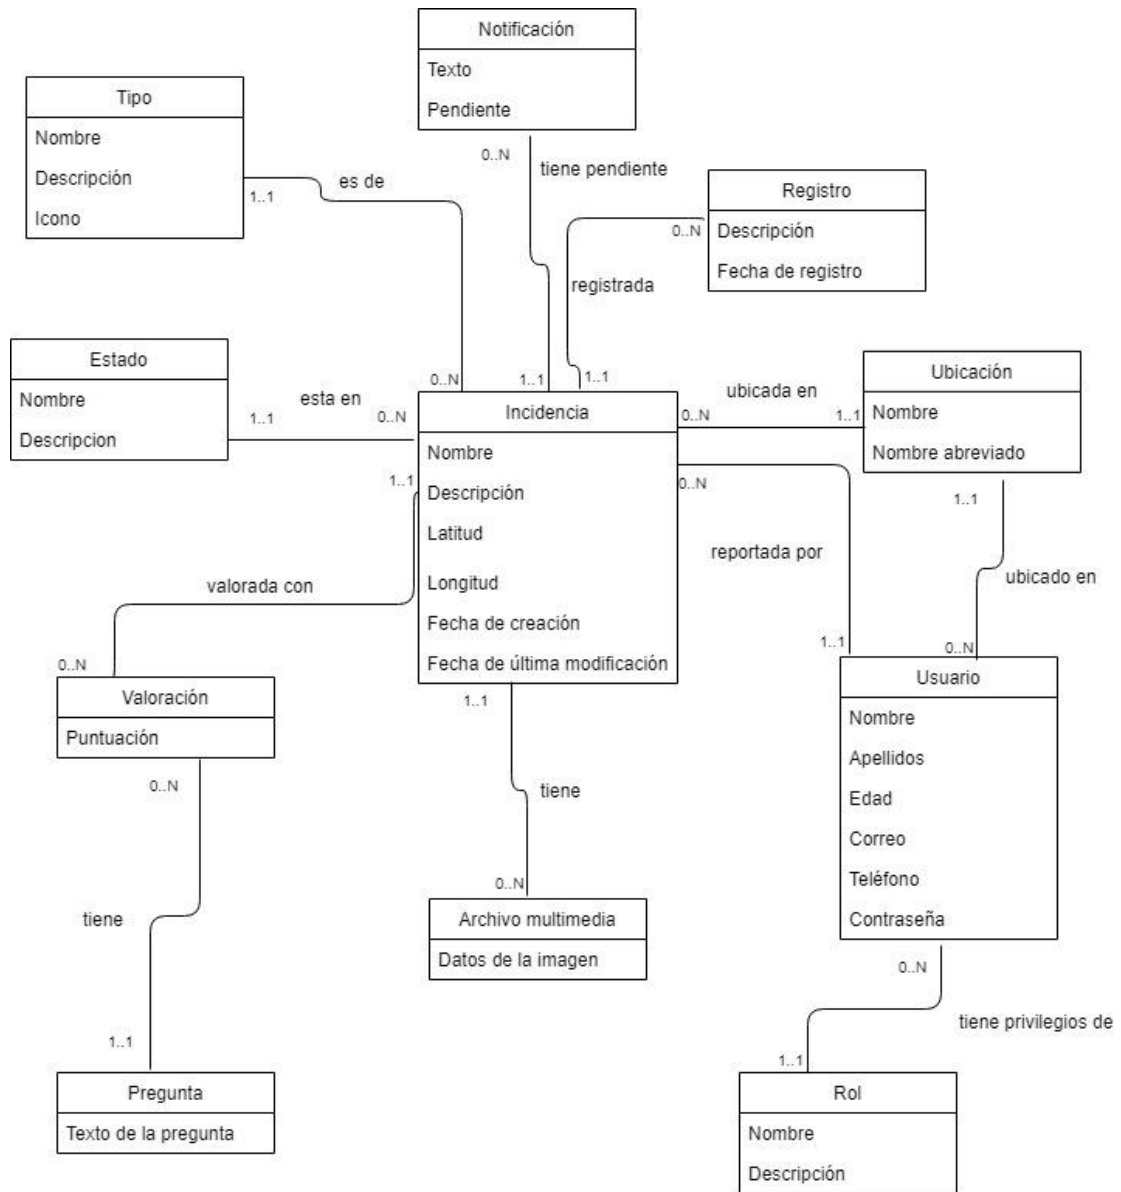 Notificación
Texto
Pendiente
0..N
tiene pendiente
Tipo
Nombre
Descripción
Icono
1..1
es de
Registro
Descripción
Fecha de registro
0..N
registrada
Estado
Nombre
Descripcion
1..1
esta en
0..N
0..N
1..1
1..1
Incidencia
Nombre
Descripción
Latitud
Longitud
Fecha de creación
Fecha de última modificación
ubicada en
0..N
1..1
Ubicación
Nombre
Nombre abreviado
1..1
0..N
reportada por
ubicado en
1..1
valorada con
1..1
0..N
0..N
Valoración
Puntuación
0..N
1..1
tiene
Usuario
Nombre
Apellidos
Edad
Correo
Teléfono
Contraseña
0..N
Archivo multimedia
Datos de la imagen
tiene
0..N
tiene privilegios de
1..1
1..1
Pregunta
Texto de la pregunta
Rol
Nombre
Descripción